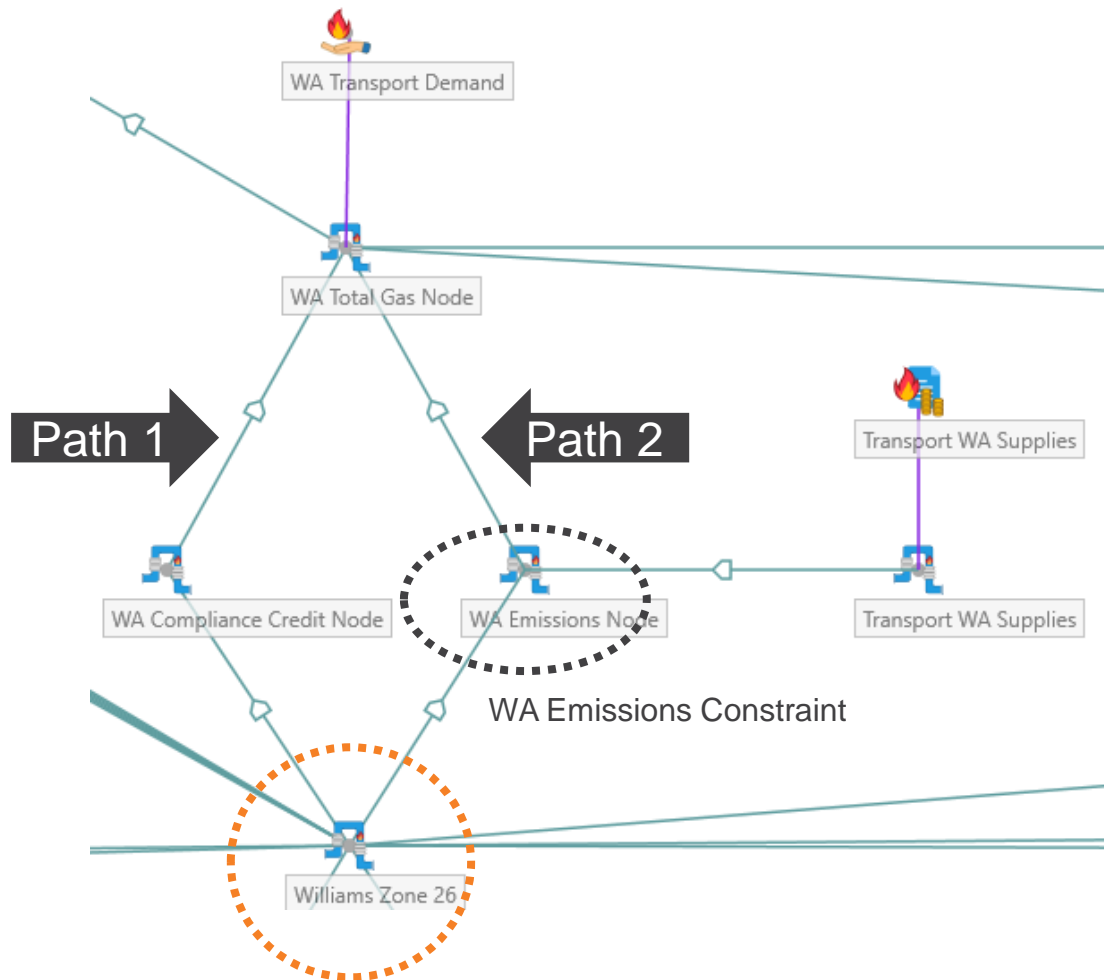 WA Transport Demand
WA Total Gas Node
Path 1
Path 2
Transport WA Supplies
WA Compliance Credit Node
WA Emissions Node
Transport WA Supplies
WA Emissions Constraint
Williams Zone 26